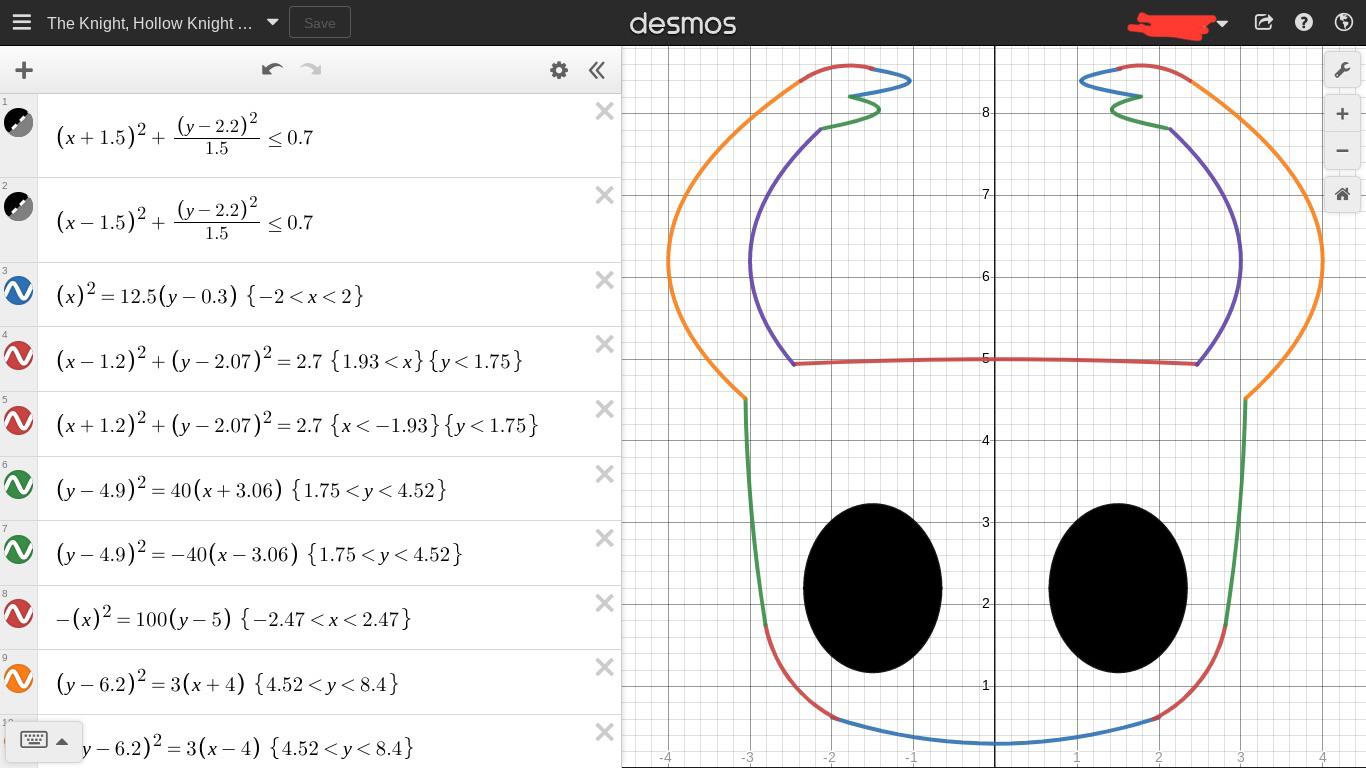 The Knight, Hollow Knight ...
Save
desmos
1
(x+1.5)^2 + (y-2.2)^2/1.5 ≤ 0.7
2
(x-1.5)^2 + (y-2.2)^2/1.5 ≤ 0.7
3
(x)^2 = 12.5(y-0.3) {-2<x<2}
4
(x-1.2)^2 + (y-2.07)^2 = 2.7 {1.93<x}{y<1.75}
5
(x+1.2)^2 + (y-2.07)^2 = 2.7 {x<-1.93}{y<1.75}
6
(y-4.9)^2 = 40(x+3.06) {1.75<y<4.52}
7
(y-4.9)^2 = -40(x-3.06) {1.75<y<4.52}
8
-(x)^2 = 100(y-5) {-2.47<x<2.47}
9
(y-6.2)^2 = 3(x+4) {4.52<y<8.4}
y-6.2)^2 = 3(x-4) {4.52<y<8.4}
8
7
6
5
4
3
2
1
-4 -3 -2 -1 1 2 3 4